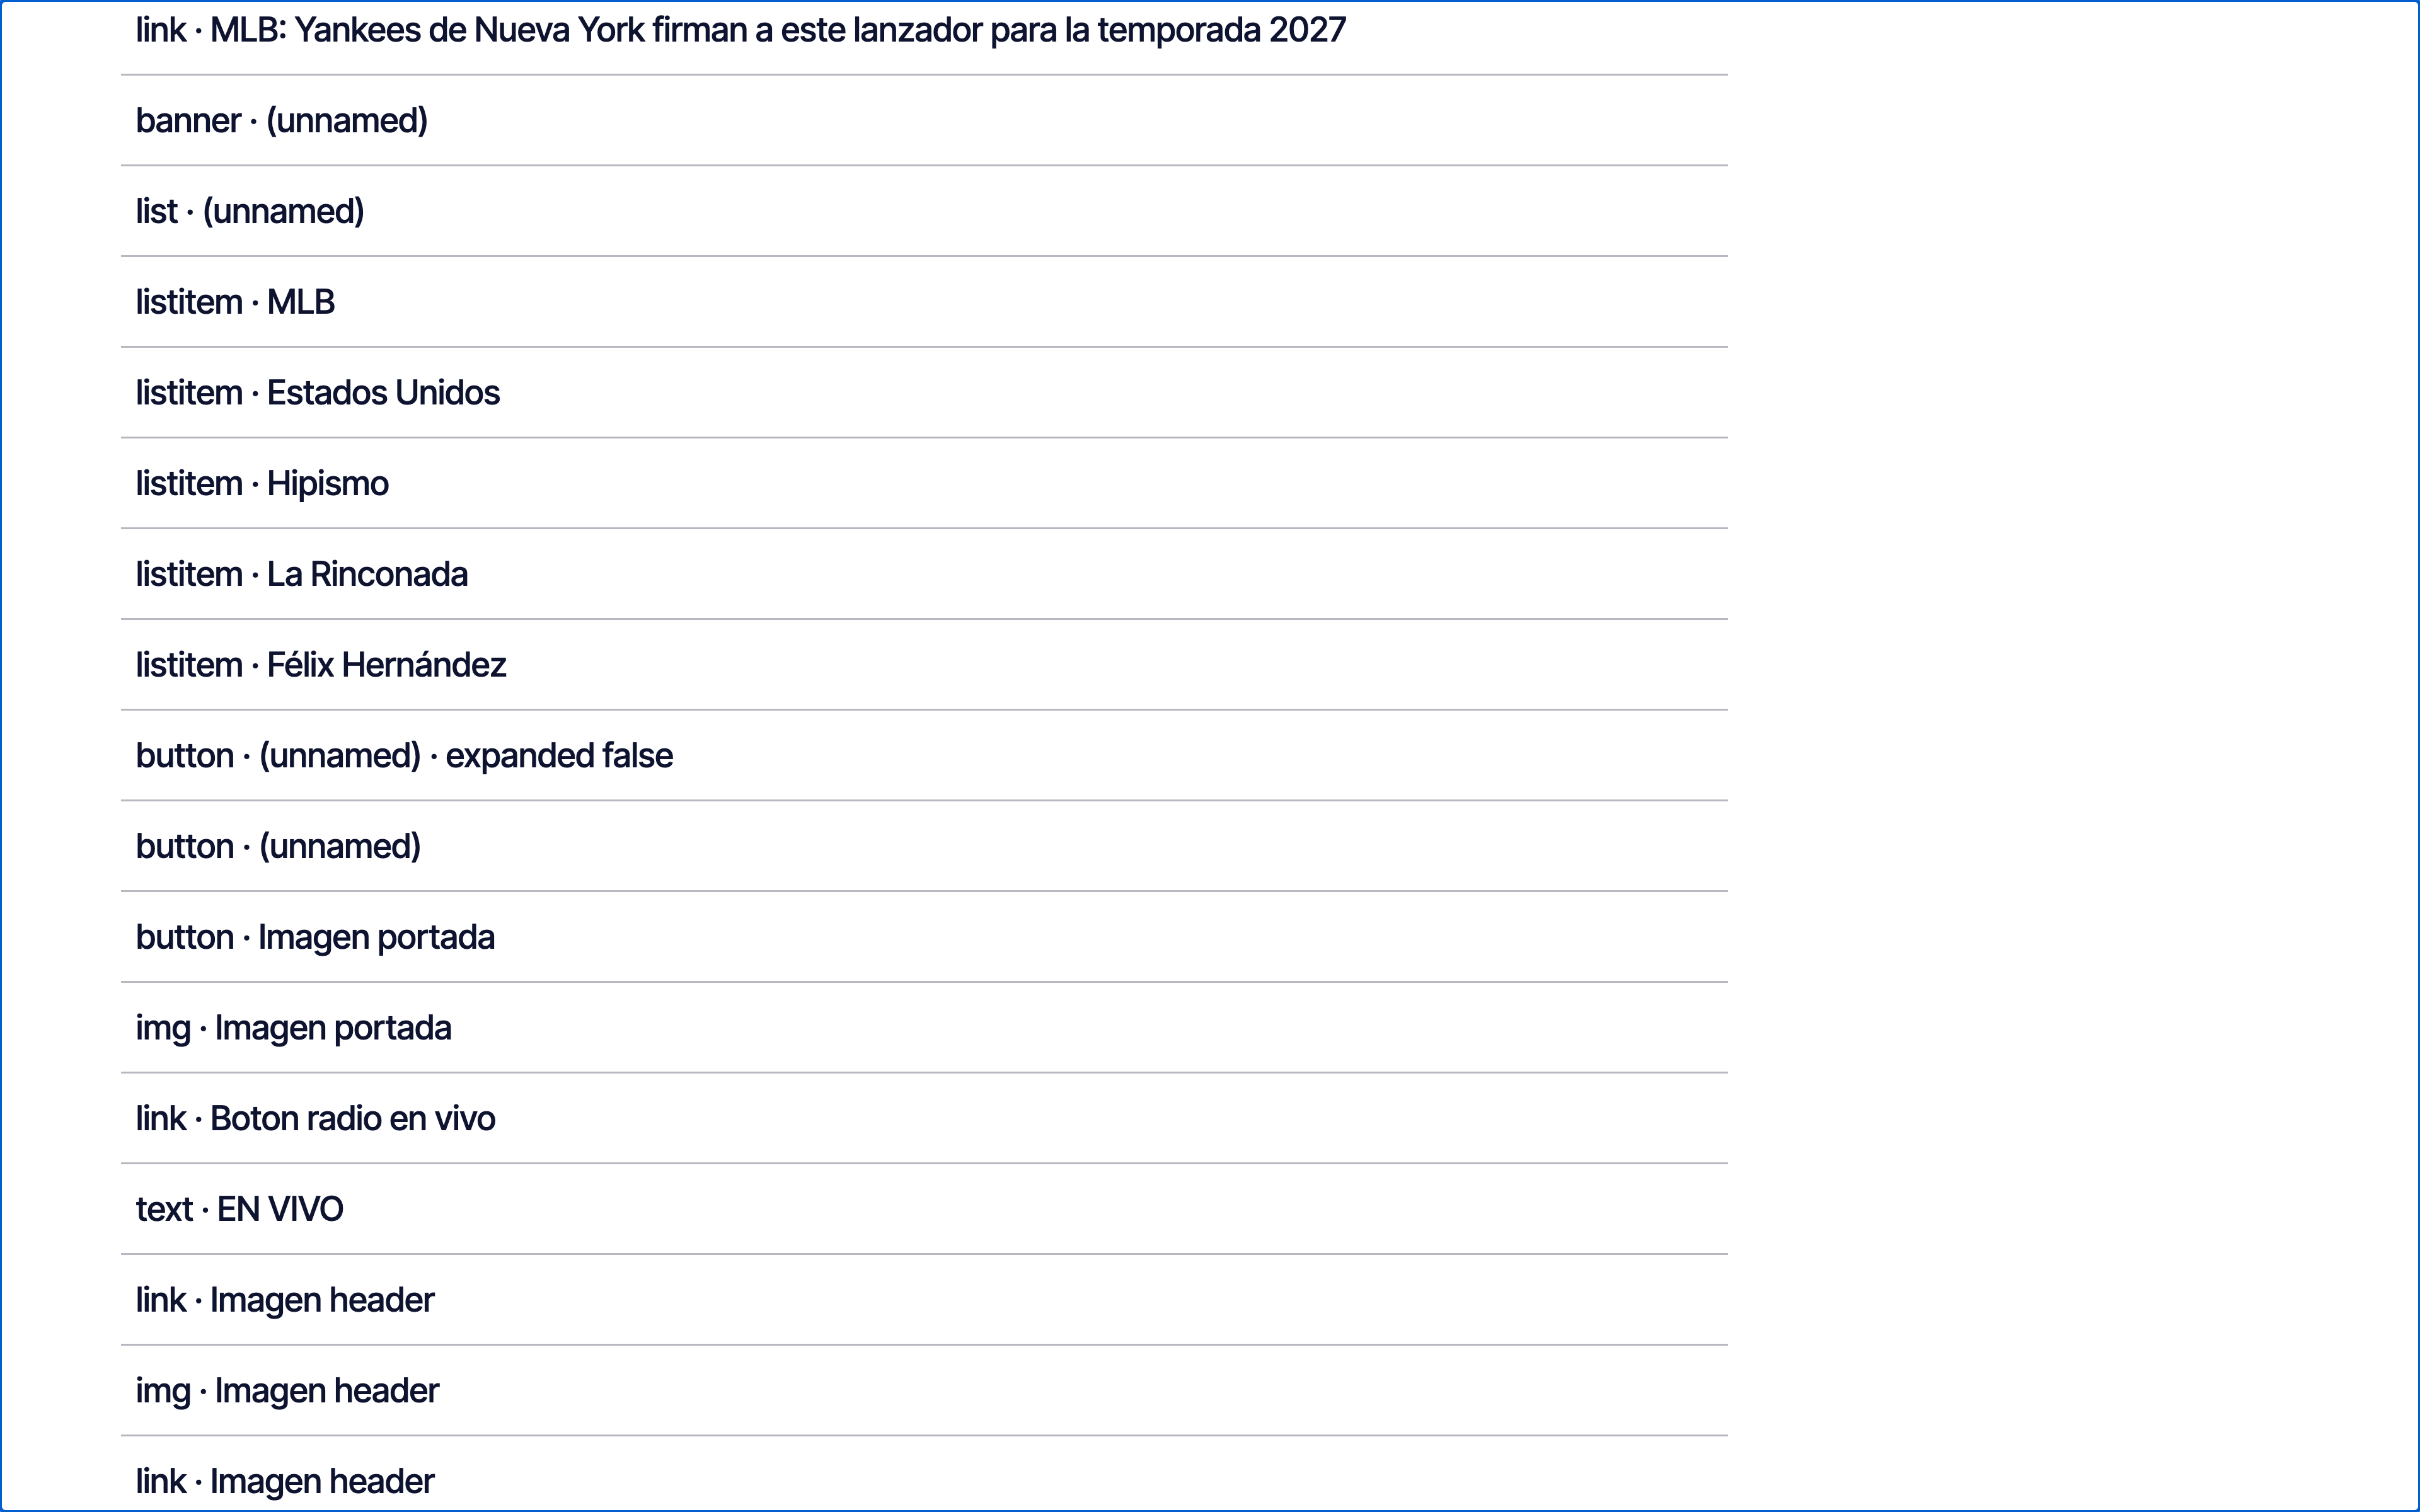 link · MLB: Yankees de Nueva York firman a este lanzador para la temporada 2027
banner · (unnamed)
list · (unnamed)
listitem · MLB
listitem · Estados Unidos
listitem · Hipismo
listitem · La Rinconada
listitem · Félix Hernández
button · (unnamed) · expanded false
button · (unnamed)
button · Imagen portada
img · Imagen portada
link · Boton radio en vivo
text · EN VIVO
link · Imagen header
img · Imagen header
link · Imagen header